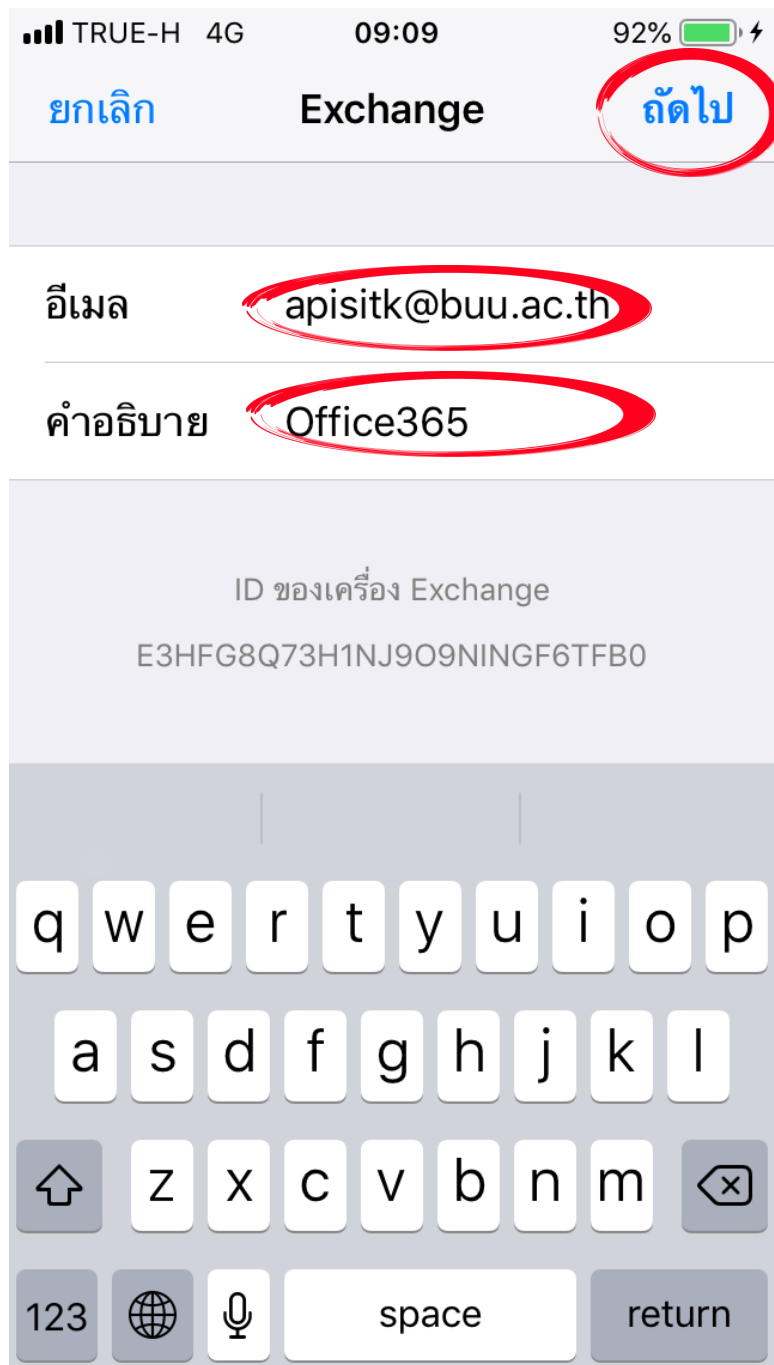 TRUE-H 4G 09:09 92%
ยกเลิก Exchange ถัดไป
อีเมล apisitk@buu.ac.th
คำอธิบาย Office365
ID ของเครื่อง Exchange
E3HFG8Q73H1NJ9O9NINGF6TFB0
q w e r t y u i o p
a s d f g h j k l
z x c v b n m
123 space return